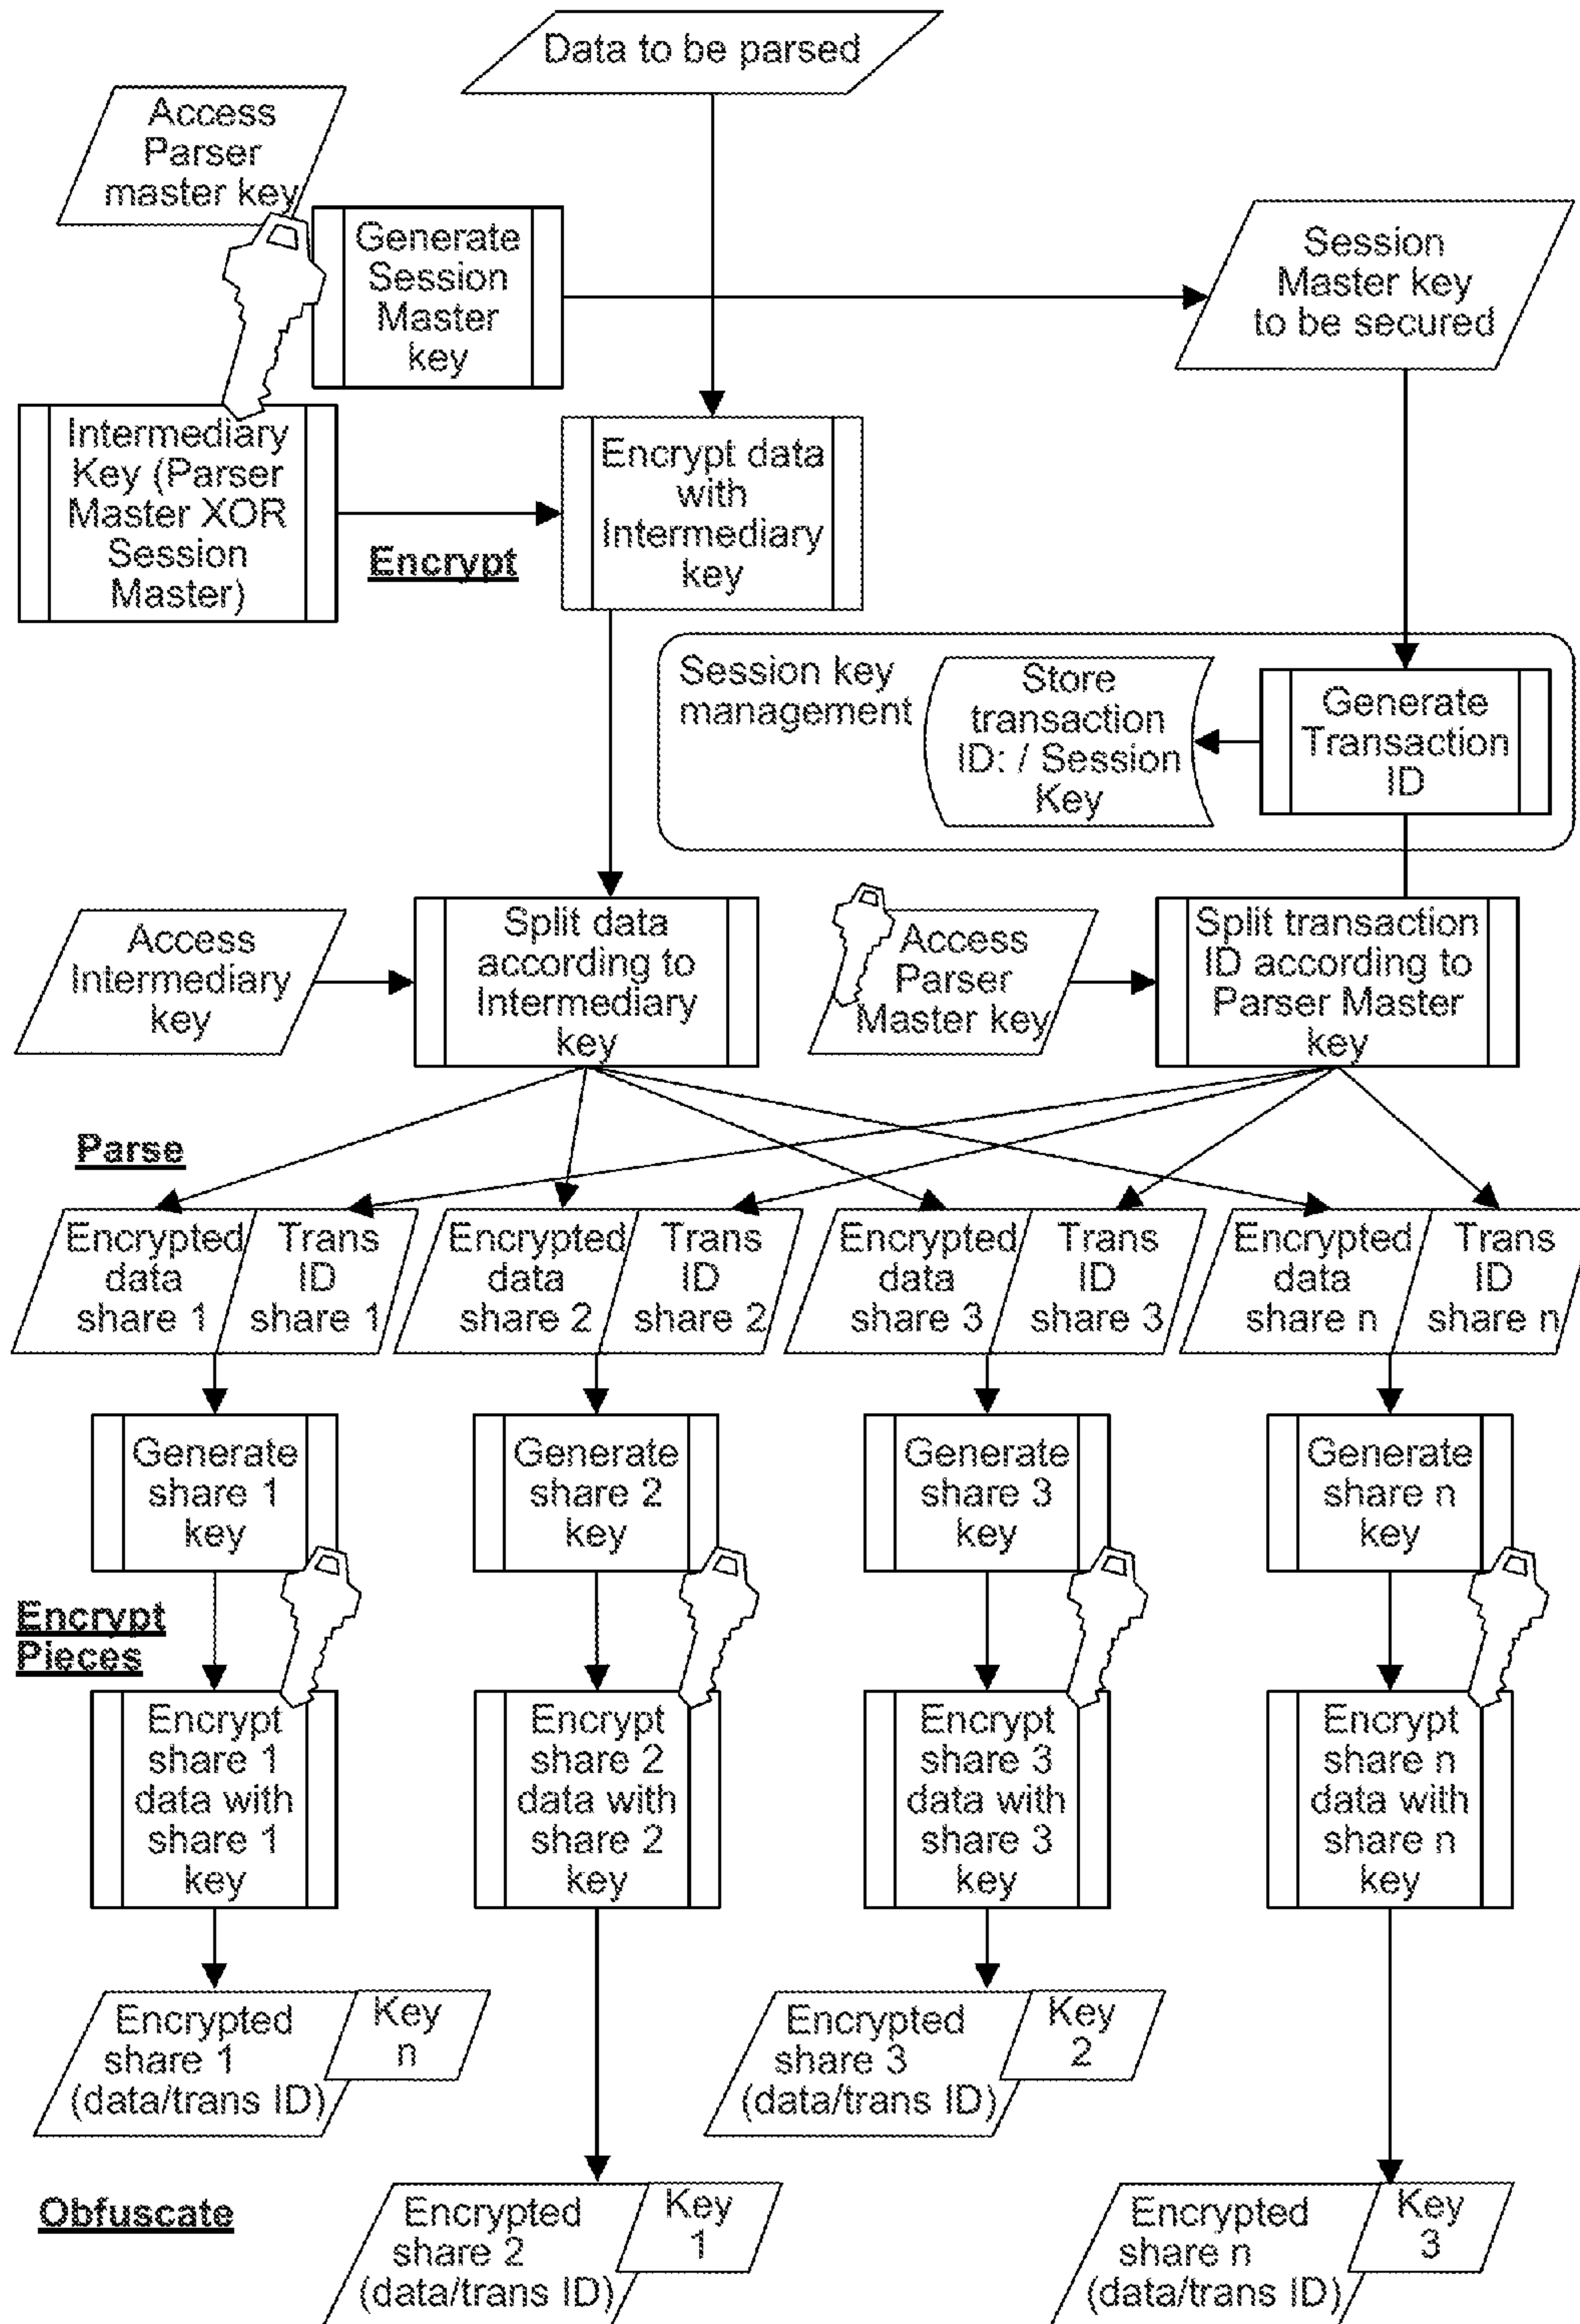 Data to be parsed
Access
Parser
master key
Generate
Session
Master
key
Session
Master key
to be secured
Intermediary
Key (Parser
Master XOR
Session
Master)
Encrypt
Encrypt data
with
Intermediary
key
Session key
management
Store
transaction
ID: / Session
Key
Generate
Transaction
ID
Access
Intermediary
key
Split data
according to
Intermediary
key
Access
Parser
Master key
Split transaction
ID according to
Parser Master
key
Parse
Encrypted
data
share 1
Trans
ID
share 1
Encrypted
data
share 2
Trans
ID
share 2
Encrypted
data
share 3
Trans
ID
share 3
Encrypted
data
share n
Trans
ID
share n
Generate
share 1
key
Generate
share 2
key
Generate
share 3
key
Generate
share n
key
Encrypt
Pieces
Encrypt
share 1
data with
share 1
key
Encrypt
share 2
data with
share 2
key
Encrypt
share 3
data with
share 3
key
Encrypt
share n
data with
share n
key
Encrypted
share 1
(data/trans ID)
Key
n
Encrypted
share 3
(data/trans ID)
Key
2
Obfuscate
Encrypted
share 2
(data/trans ID)
Key
1
Encrypted
share n
(data/trans ID)
Key
3